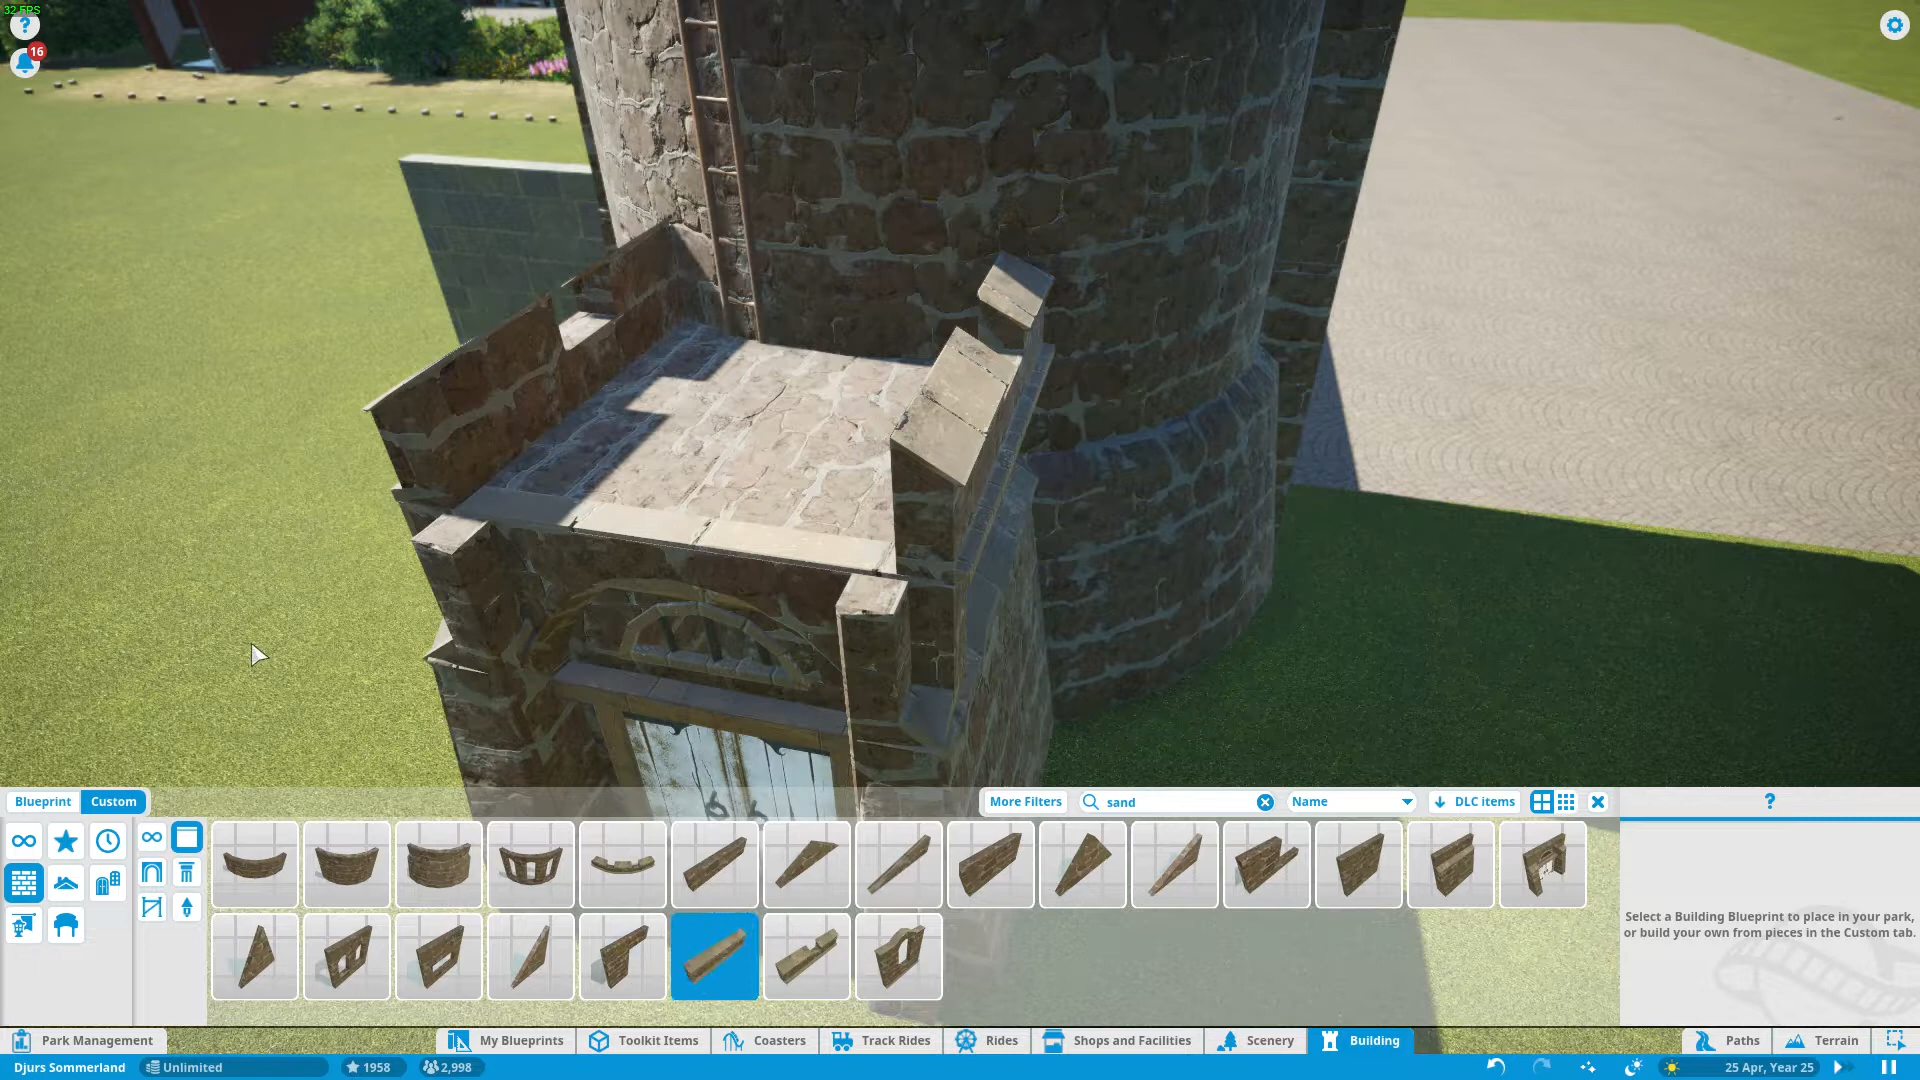 32 FPS
?
16
Blueprint
Custom
More Filters
sand
Name
DLC items
?
Select a Building Blueprint to place in your park,
or build your own from pieces in the Custom tab.
Park Management
My Blueprints
Toolkit Items
Coasters
Track Rides
Rides
Shops and Facilities
Scenery
Building
Paths
Terrain
Djurs Sommerland
Unlimited
1958
2,998
25 Apr, Year 25